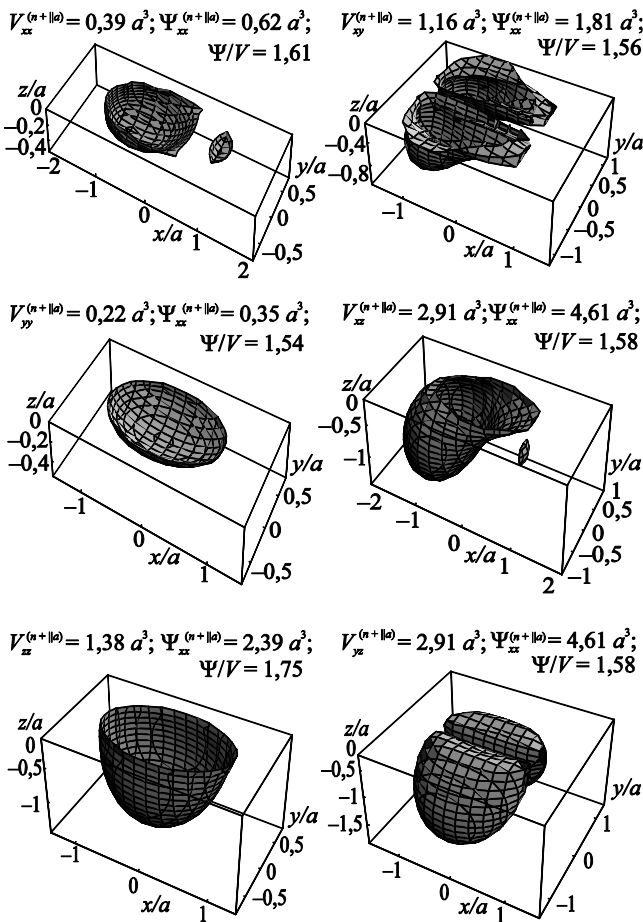 V_xx^(n+||a) = 0,39 a³; Ψ_xx^(n+||a) = 0,62 a³;
Ψ/V = 1,61
z/a
0
–0,2
–0,4
–2
–1
0
1
2
x/a
y/a
0,5
0
–0,5
V_xy^(n+||a) = 1,16 a³; Ψ_xx^(n+||a) = 1,81 a³;
Ψ/V = 1,56
z/a
0
–0,4
–0,8
–1
0
1
x/a
y/a
1
0,5
0
–0,5
–1
V_yy^(n+||a) = 0,22 a³; Ψ_xx^(n+||a) = 0,35 a³;
Ψ/V = 1,54
z/a
0
–0,2
–0,4
–1
0
1
x/a
y/a
0,5
0
–0,5
V_xz^(n+||a) = 2,91 a³; Ψ_xx^(n+||a) = 4,61 a³;
Ψ/V = 1,58
z/a
0
–0,5
–1
–2
–1
0
1
2
x/a
y/a
1
0,5
0
–0,5
–1
V_zz^(n+||a) = 1,38 a³; Ψ_xx^(n+||a) = 2,39 a³;
Ψ/V = 1,75
z/a
0
–0,5
–1
–1
0
1
x/a
y/a
0,5
0
–0,5
V_yz^(n+||a) = 2,91 a³; Ψ_xx^(n+||a) = 4,61 a³;
Ψ/V = 1,58
z/a
0
–0,5
–1
–1,5
–1
0
1
x/a
y/a
1
0
–1